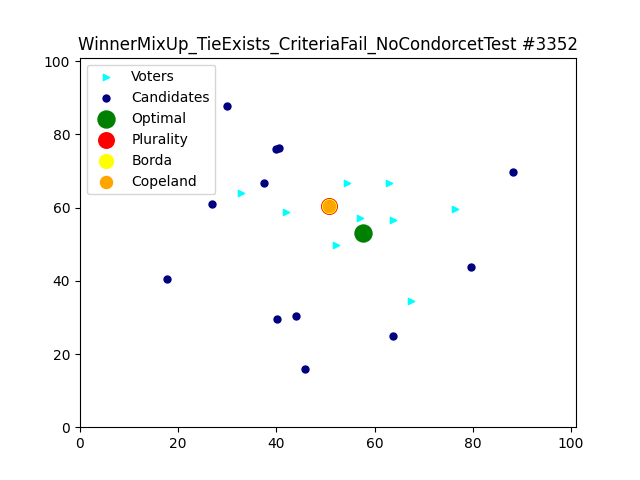 WinnerMixUp_TieExists_CriteriaFail_NoCondorcetTest #3352
100
80
60
40
20
0
0 20 40 60 80 100
Voters
Candidates
Optimal
Plurality
Borda
Copeland